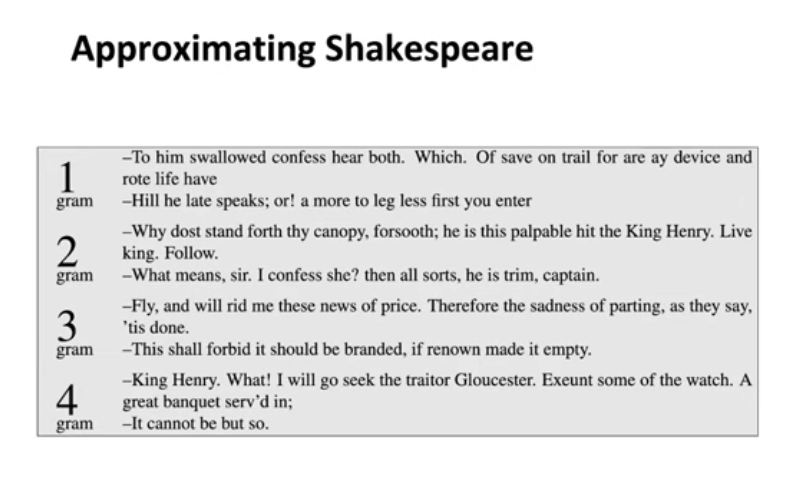 Approximating Shakespeare
1 gram
–To him swallowed confess hear both. Which. Of save on trail for are ay device and
rote life have
–Hill he late speaks; or! a more to leg less first you enter
2 gram
–Why dost stand forth thy canopy, forsooth; he is this palpable hit the King Henry. Live
king. Follow.
–What means, sir. I confess she? then all sorts, he is trim, captain.
3 gram
–Fly, and will rid me these news of price. Therefore the sadness of parting, as they say,
’tis done.
–This shall forbid it should be branded, if renown made it empty.
4 gram
–King Henry. What! I will go seek the traitor Gloucester. Exeunt some of the watch. A
great banquet serv’d in;
–It cannot be but so.